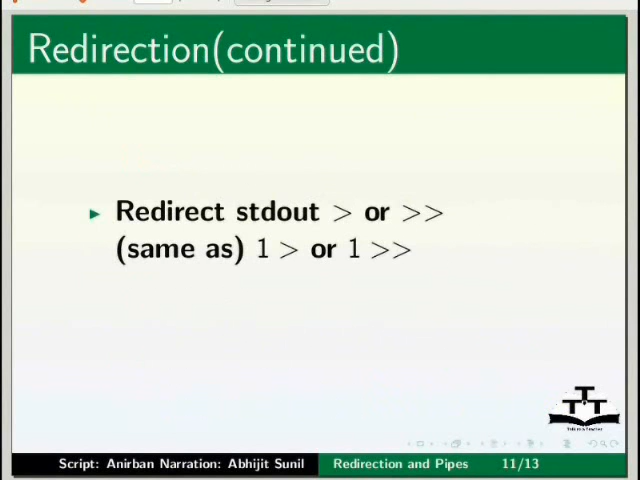 Redirection(continued)
Redirect stdout > or >>
(same as) 1 > or 1 >>
TTT
Script: Anirban Narration: Abhijit Sunil Redirection and Pipes 11/13